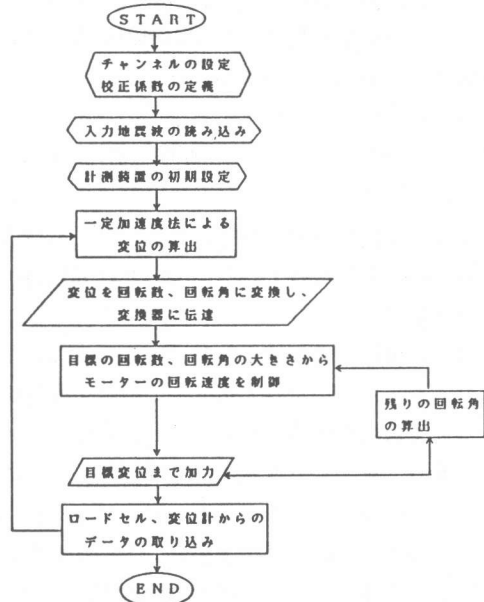 START
チャンネルの設定
校正係数の定義
入力地震波の読み込み
計測装置の初期設定
一定加速度法による
変位の算出
変位を回転数、回転角に変換し、
変換器に伝達
目標の回転数、回転角の大きさから
モーターの回転速度を制御
残りの回転角
の算出
目標変位まで加力
ロードセル、変位計からの
データの取り込み
END